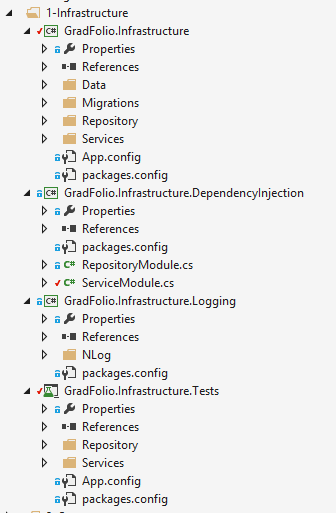 1-Infrastructure
C# GradFolio.Infrastructure
Properties
References
Data
Migrations
Repository
Services
App.config
packages.config
C# GradFolio.Infrastructure.DependencyInjection
Properties
References
packages.config
C# RepositoryModule.cs
C# ServiceModule.cs
C# GradFolio.Infrastructure.Logging
Properties
References
NLog
packages.config
GradFolio.Infrastructure.Tests
Properties
References
Repository
Services
App.config
packages.config